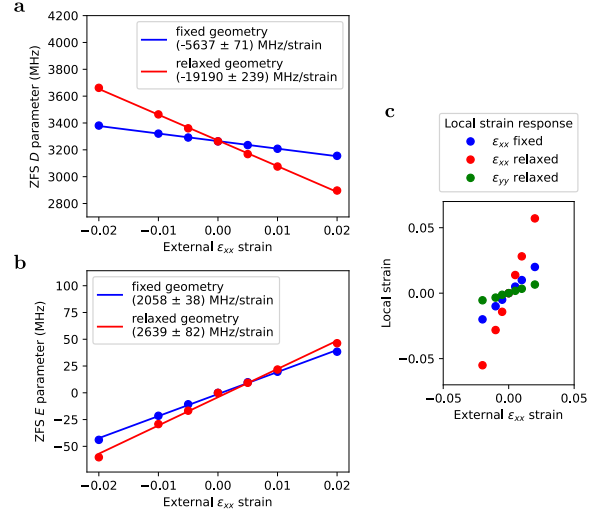 a
4200
4000
3800
3600
3400
3200
3000
2800
ZFS D parameter (MHz)
fixed geometry
(-5637 ± 71) MHz/strain
relaxed geometry
(-19190 ± 239) MHz/strain
−0.02 −0.01 0.00 0.01 0.02
External εxx strain
b
100
75
50
25
0
−25
−50
ZFS E parameter (MHz)
fixed geometry
(2058 ± 38) MHz/strain
relaxed geometry
(2639 ± 82) MHz/strain
−0.02 −0.01 0.00 0.01 0.02
External εxx strain
c
Local strain response
εxx fixed
εxx relaxed
εyy relaxed
0.05
0.00
−0.05
Local strain
−0.05 0.00 0.05
External εxx strain